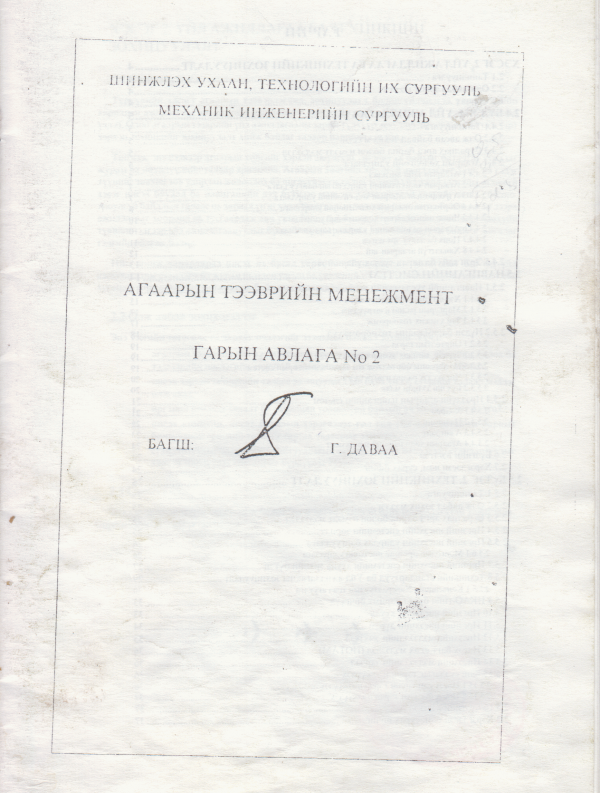 ШИНЖЛЭХ УХААН, ТЕХНОЛОГИЙН ИХ СУРГУУЛЬ
МЕХАНИК ИНЖЕНЕРИЙН СУРГУУЛЬ
АГААРЫН ТЭЭВРИЙН МЕНЕЖМЕНТ
ГАРЫН АВЛАГА No 2
БАГШ: Г. ДАВАА